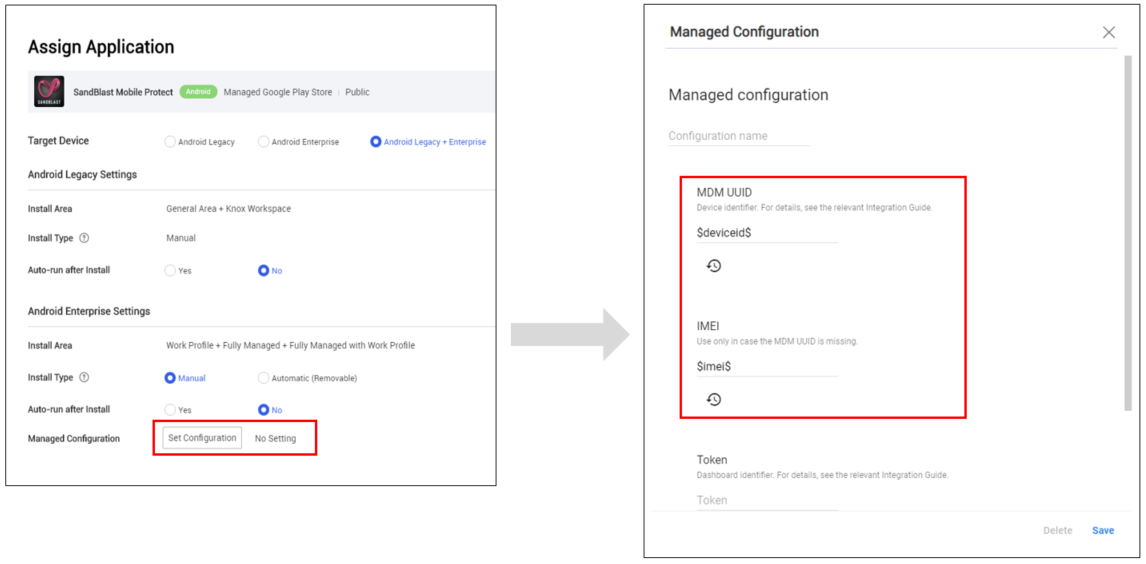 Assign Application
SANDBLAST
SandBlast Mobile Protect Android Managed Google Play Store | Public
Target Device Android Legacy Android Enterprise Android Legacy + Enterprise
Android Legacy Settings
Install Area General Area + Knox Workspace
Install Type ? Manual
Auto-run after Install Yes No
Android Enterprise Settings
Install Area Work Profile + Fully Managed + Fully Managed with Work Profile
Install Type ? Manual Automatic (Removable)
Auto-run after Install Yes No
Managed Configuration Set Configuration No Setting
Managed Configuration
Managed configuration
Configuration name
MDM UUID
Device identifier. For details, see the relevant Integration Guide.
$deviceid$
IMEI
Use only in case the MDM UUID is missing.
$imei$
Token
Dashboard identifier. For details, see the relevant Integration Guide.
Token
Delete Save